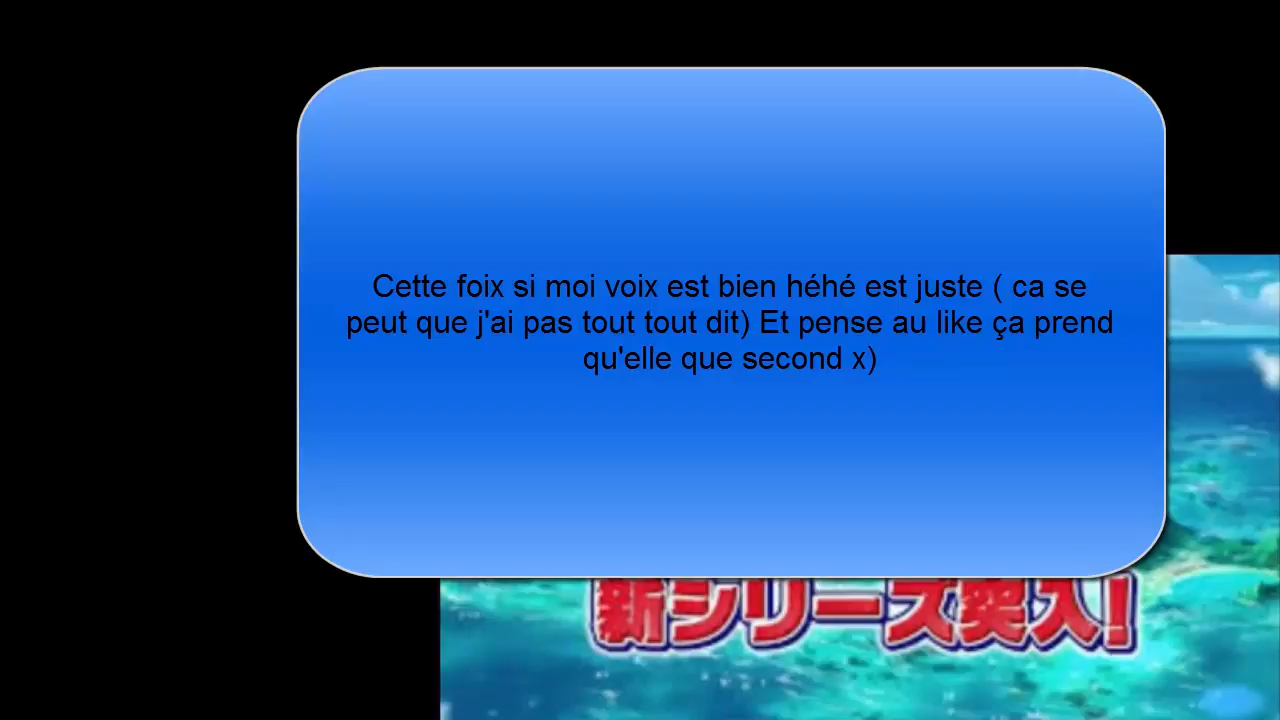 Cette foix si moi voix est bien héhé est juste ( ca se
peut que j'ai pas tout tout dit) Et pense au like ça prend
qu'elle que second x)
新シリーズ突入!